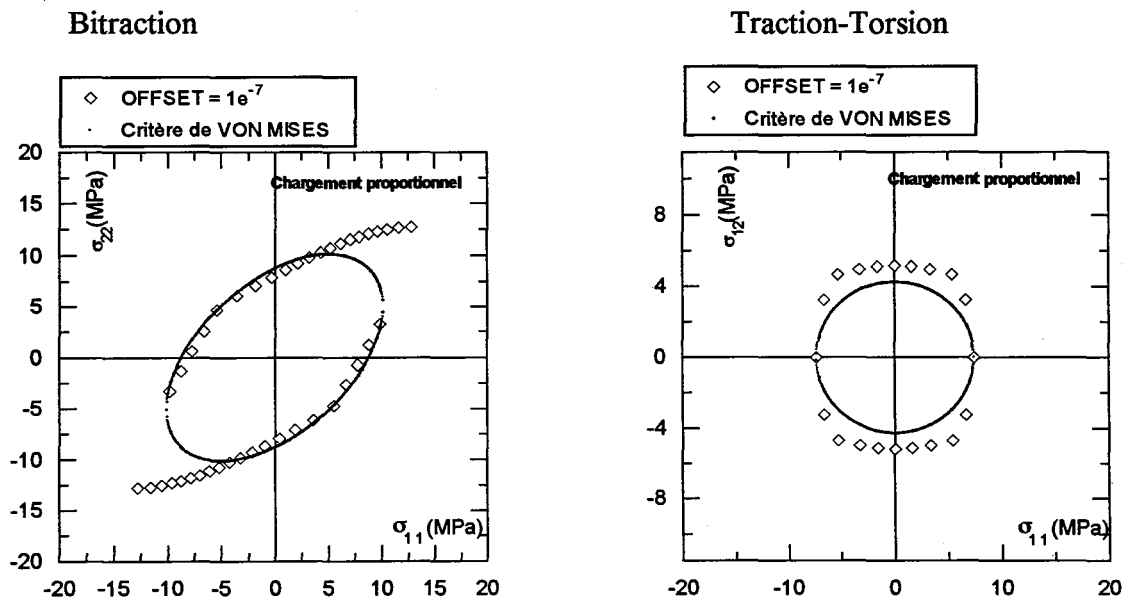 Bitraction
Traction-Torsion
◇ OFFSET = 1e⁻⁷
· Critère de VON MISES
20
15
10
5
0
-5
-10
-15
-20
σ22 (MPa)
Chargement proportionnel
σ11 (MPa)
-20 -15 -10 -5 0 5 10 15 20
◇ OFFSET = 1e⁻⁷
· Critère de VON MISES
8
4
0
-4
-8
σ12 (MPa)
Chargement proportionnel
σ11 (MPa)
-20 -10 0 10 20